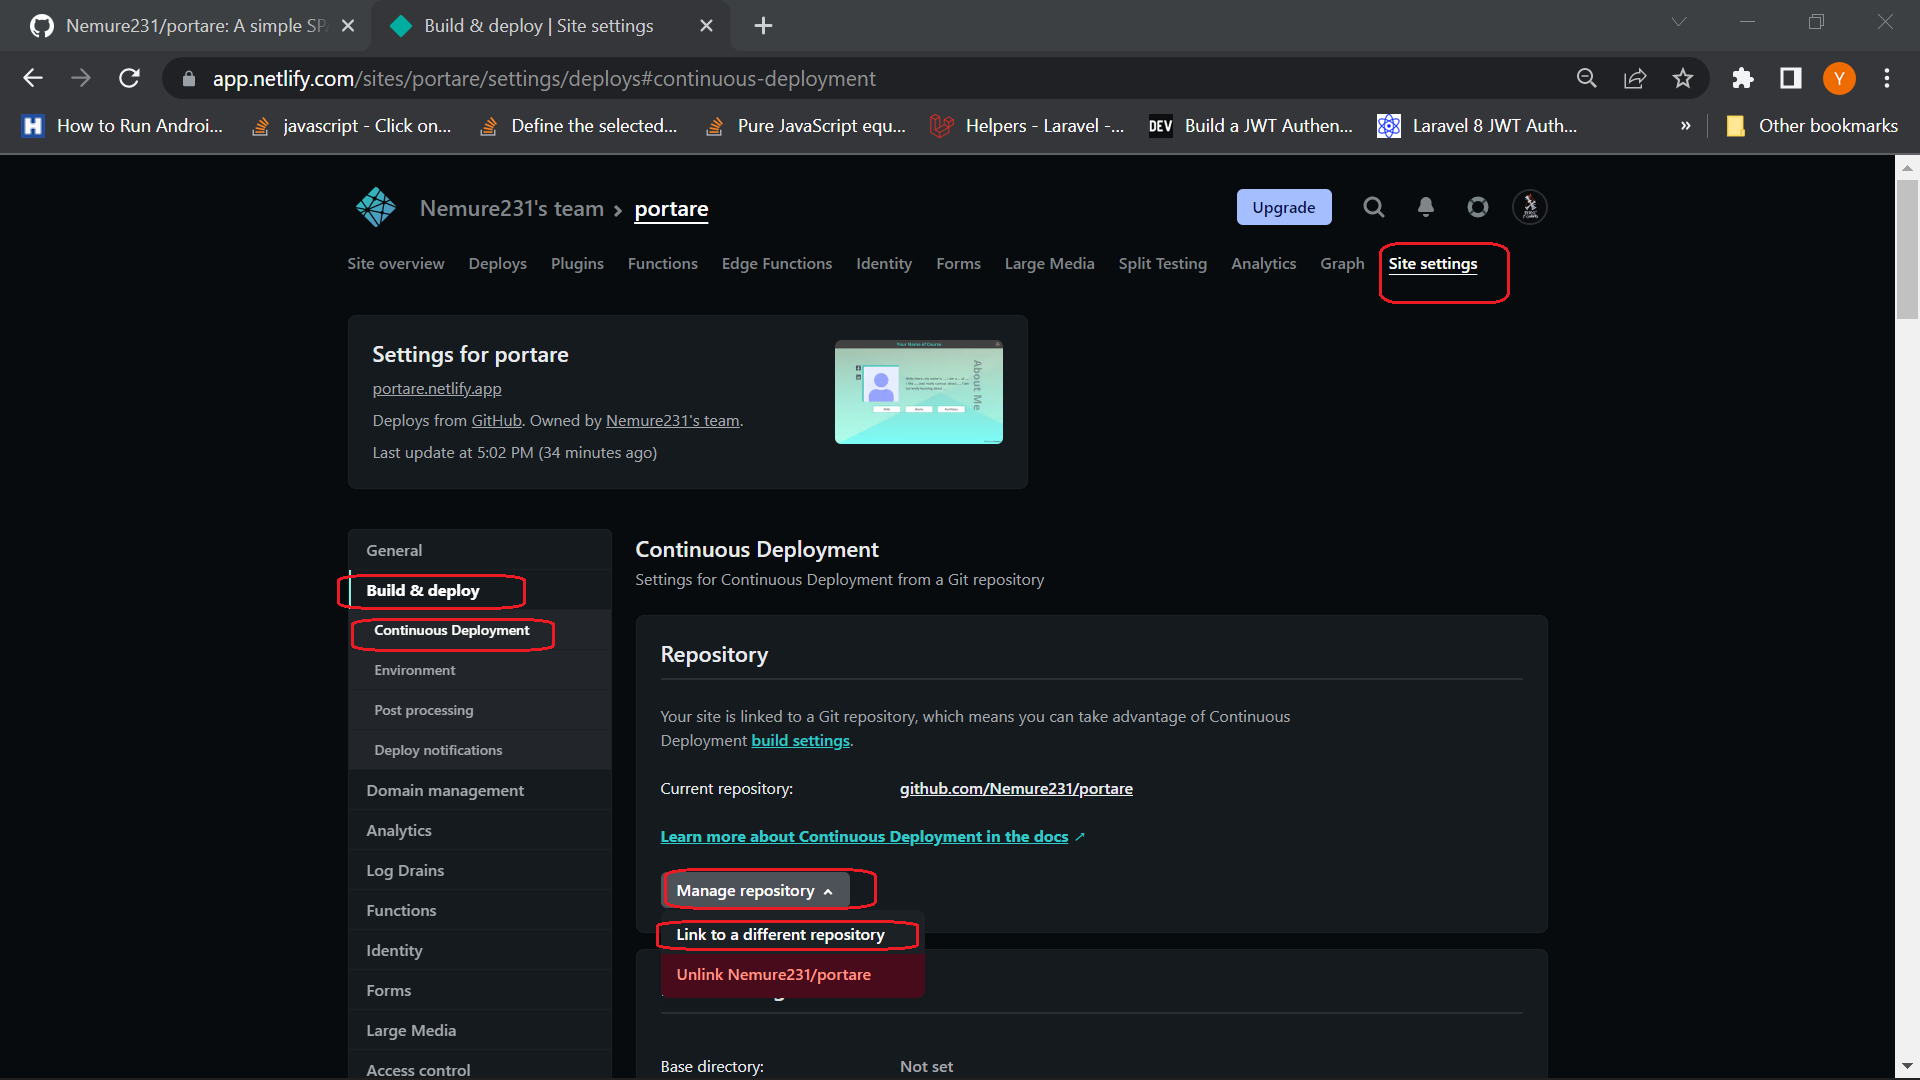 Nemure231/portare: A simple SPA
Build & deploy | Site settings
app.netlify.com/sites/portare/settings/deploys#continuous-deployment
Y
H How to Run Androi...
javascript - Click on...
Define the selected...
Pure JavaScript equ...
Helpers - Laravel -...
DEV Build a JWT Authen...
Laravel 8 JWT Auth...
»
Other bookmarks
Nemure231's team › portare
Upgrade
Site overview
Deploys
Plugins
Functions
Edge Functions
Identity
Forms
Large Media
Split Testing
Analytics
Graph
Site settings
Settings for portare
portare.netlify.app
Deploys from GitHub. Owned by Nemure231's team.
Last update at 5:02 PM (34 minutes ago)
About Me
General
Build & deploy
Continuous Deployment
Environment
Post processing
Deploy notifications
Domain management
Analytics
Log Drains
Functions
Identity
Forms
Large Media
Access control
Continuous Deployment
Settings for Continuous Deployment from a Git repository
Repository
Your site is linked to a Git repository, which means you can take advantage of Continuous
Deployment build settings.
Current repository: github.com/Nemure231/portare
Learn more about Continuous Deployment in the docs ↗
Manage repository
Link to a different repository
Unlink Nemure231/portare
Base directory: Not set